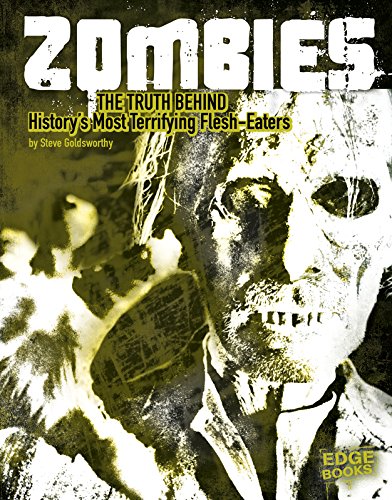 ZOMBIES
THE TRUTH BEHIND
History's Most Terrifying Flesh-Eaters
by Steve Goldsworthy
EDGE
BOOKS